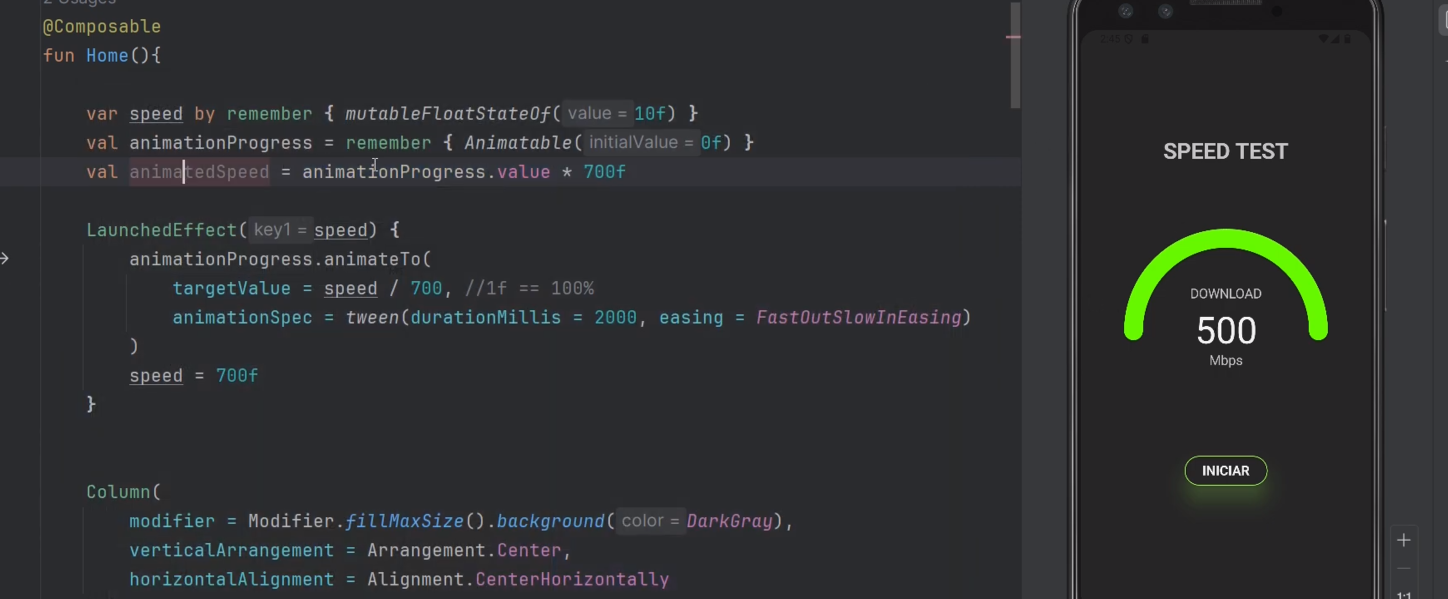 2 Usages
@Composable
fun Home(){
var speed by remember { mutableFloatStateOf( value = 10f) }
val animationProgress = remember { Animatable( initialValue = 0f) }
val animatedSpeed = animationProgress.value * 700f
LaunchedEffect( key1 = speed) {
animationProgress.animateTo(
targetValue = speed / 700, //1f == 100%
animationSpec = tween(durationMillis = 2000, easing = FastOutSlowInEasing)
)
speed = 700f
}
Column(
modifier = Modifier.fillMaxSize().background( color = DarkGray),
verticalArrangement = Arrangement.Center,
horizontalAlignment = Alignment.CenterHorizontally
2:45
SPEED TEST
DOWNLOAD
500
Mbps
INICIAR
1:1